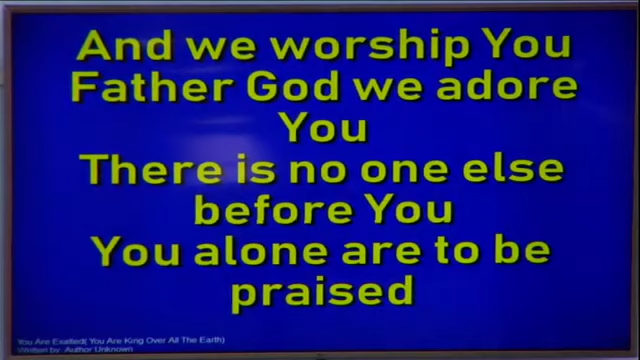 And we worship You
Father God we adore
You
There is no one else
before You
You alone are to be
praised
You Are Exalted( You Are King Over All The Earth)
Written by: Author Unknown